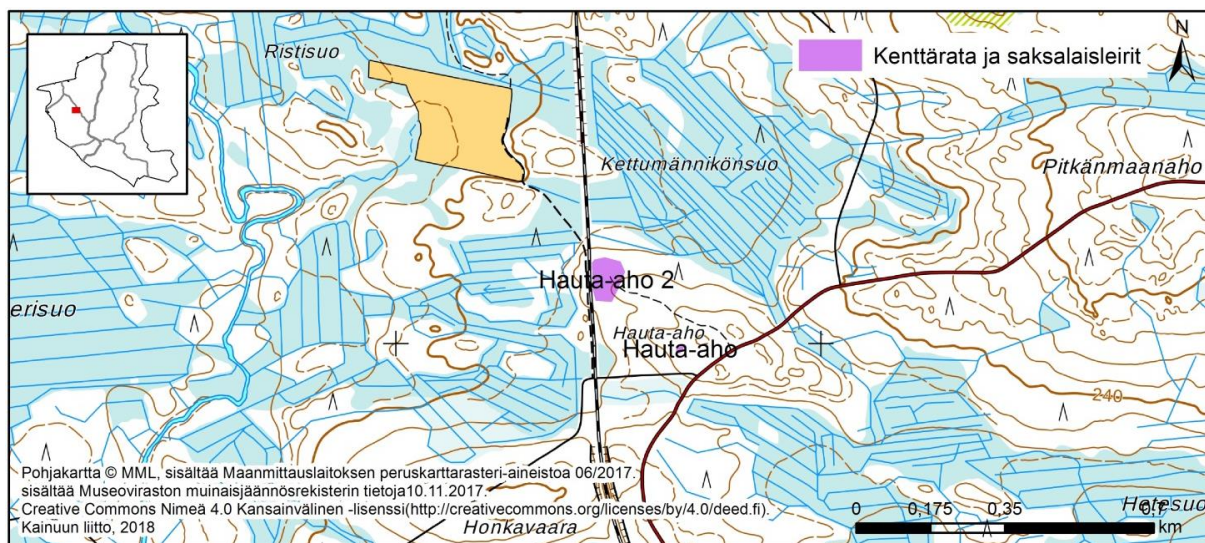 Ristisuo
Kenttärata ja saksalaisleirit
N
Kettumännikönsuo
Pitkänmaanaho
Hauta-aho 2
erisuo
Hauta-aho
Hauta-aho
240
Pohjakartta © MML, sisältää Maanmittauslaitoksen peruskarttarasteri-aineistoa 06/2017.
sisältää Museoviraston muinaisjäännösrekisterin tietoja10.11.2017.
Creative Commons Nimeä 4.0 Kansainvälinen -lisenssi(http://creativecommons.org/licenses/by/4.0/deed.fi).
Kainuun liitto, 2018
Honkavaara
Hetesuo
0 0,175 0,35 0,7
km